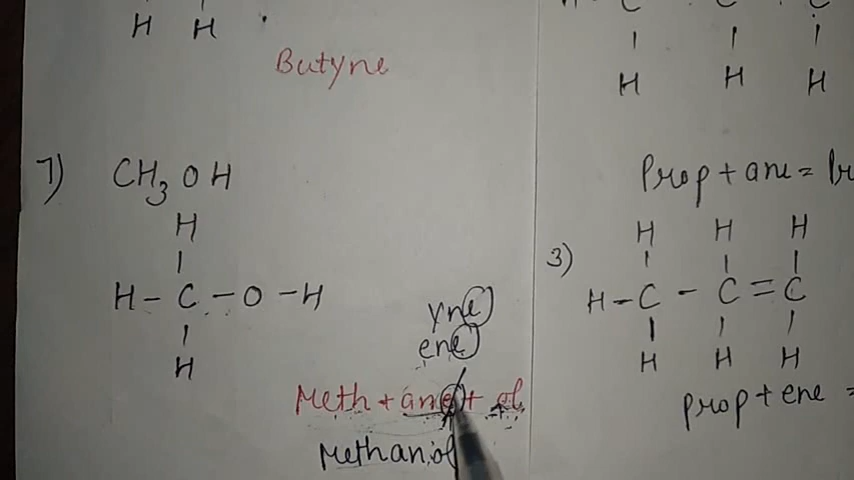 H H
Butyne
7) CH3OH
H
|
H - C - O - H
|
H
yne
ene
Meth + ane + ol
Methanol
C C C
| | |
H H H
Prop + ane =
3)
H H H
| | |
H - C - C = C
| | |
H H H
prop + ene =